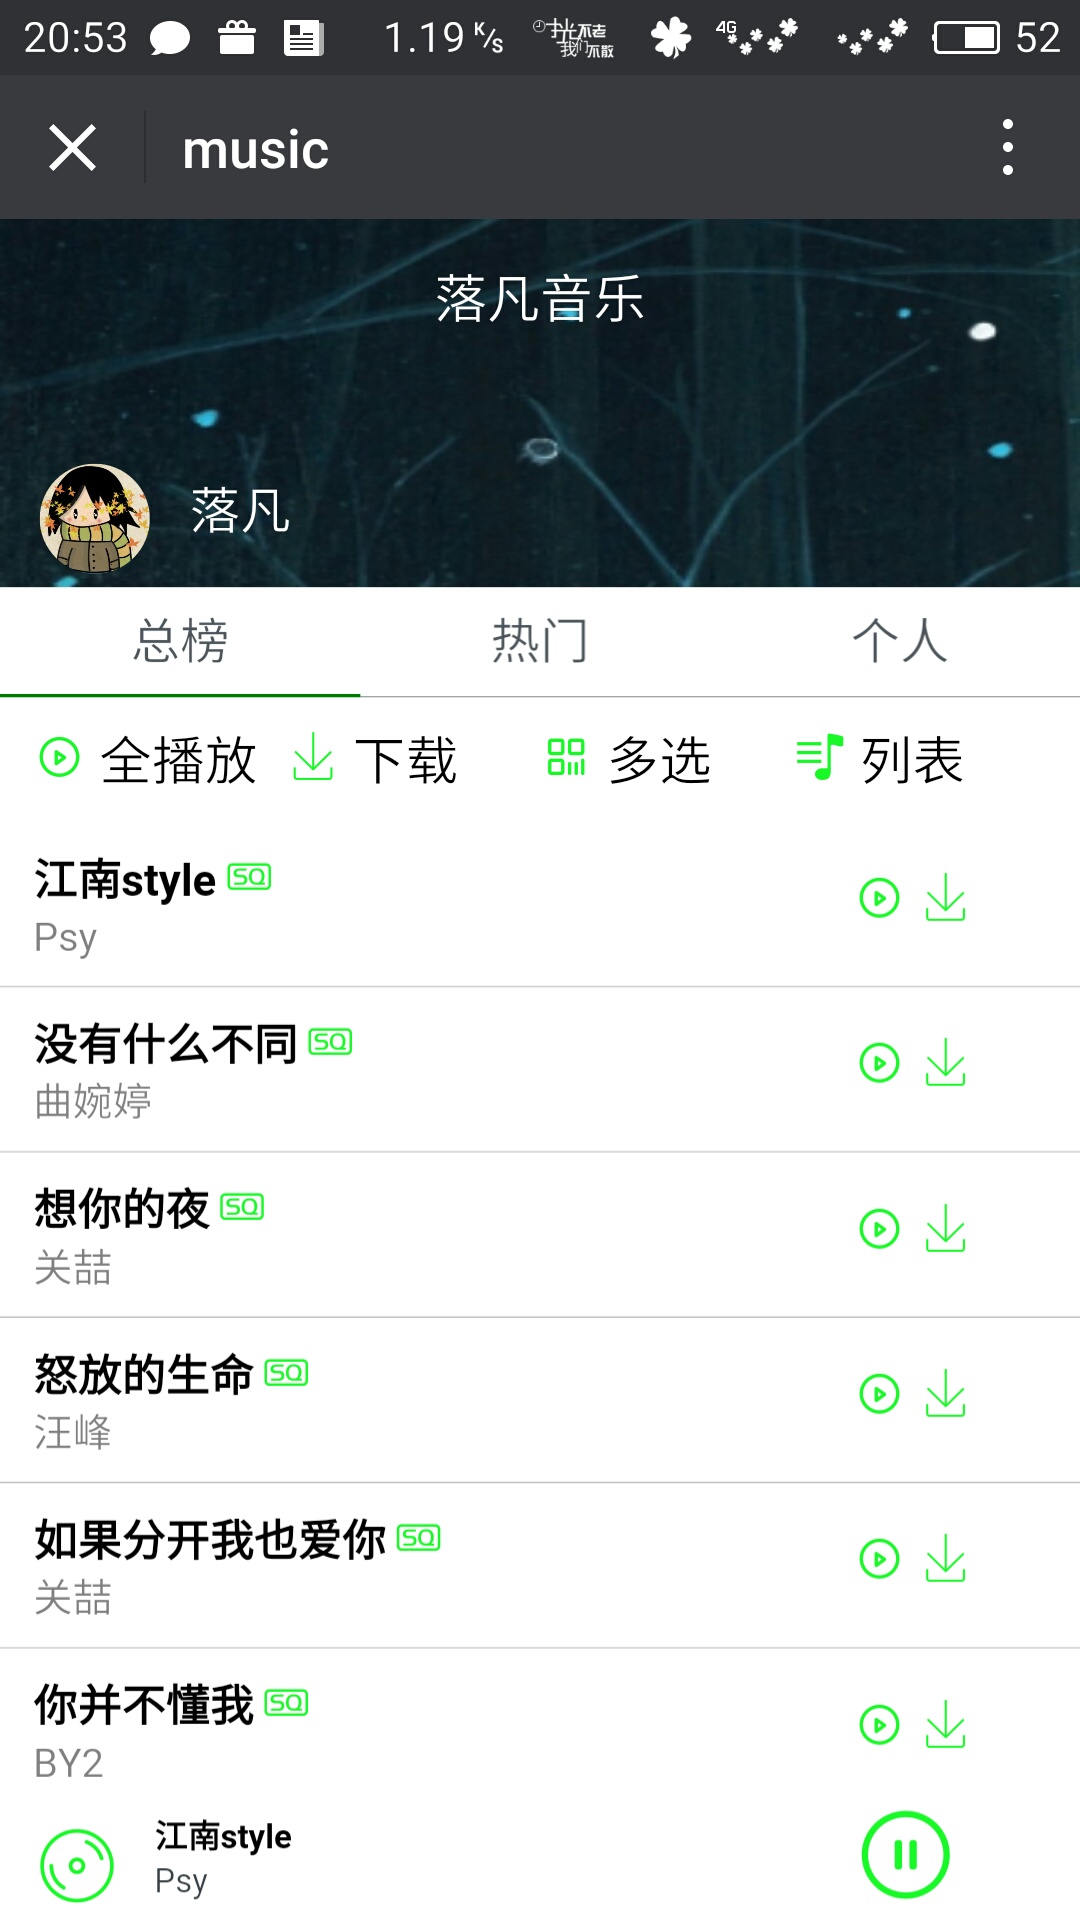 20:53 1.19 K/s 4G 52
music
落凡音乐
落凡
总榜 热门 个人
全播放 下载 多选 列表
江南style SQ
Psy
没有什么不同 SQ
曲婉婷
想你的夜 SQ
关喆
怒放的生命 SQ
汪峰
如果分开我也爱你 SQ
关喆
你并不懂我 SQ
BY2
江南style
Psy